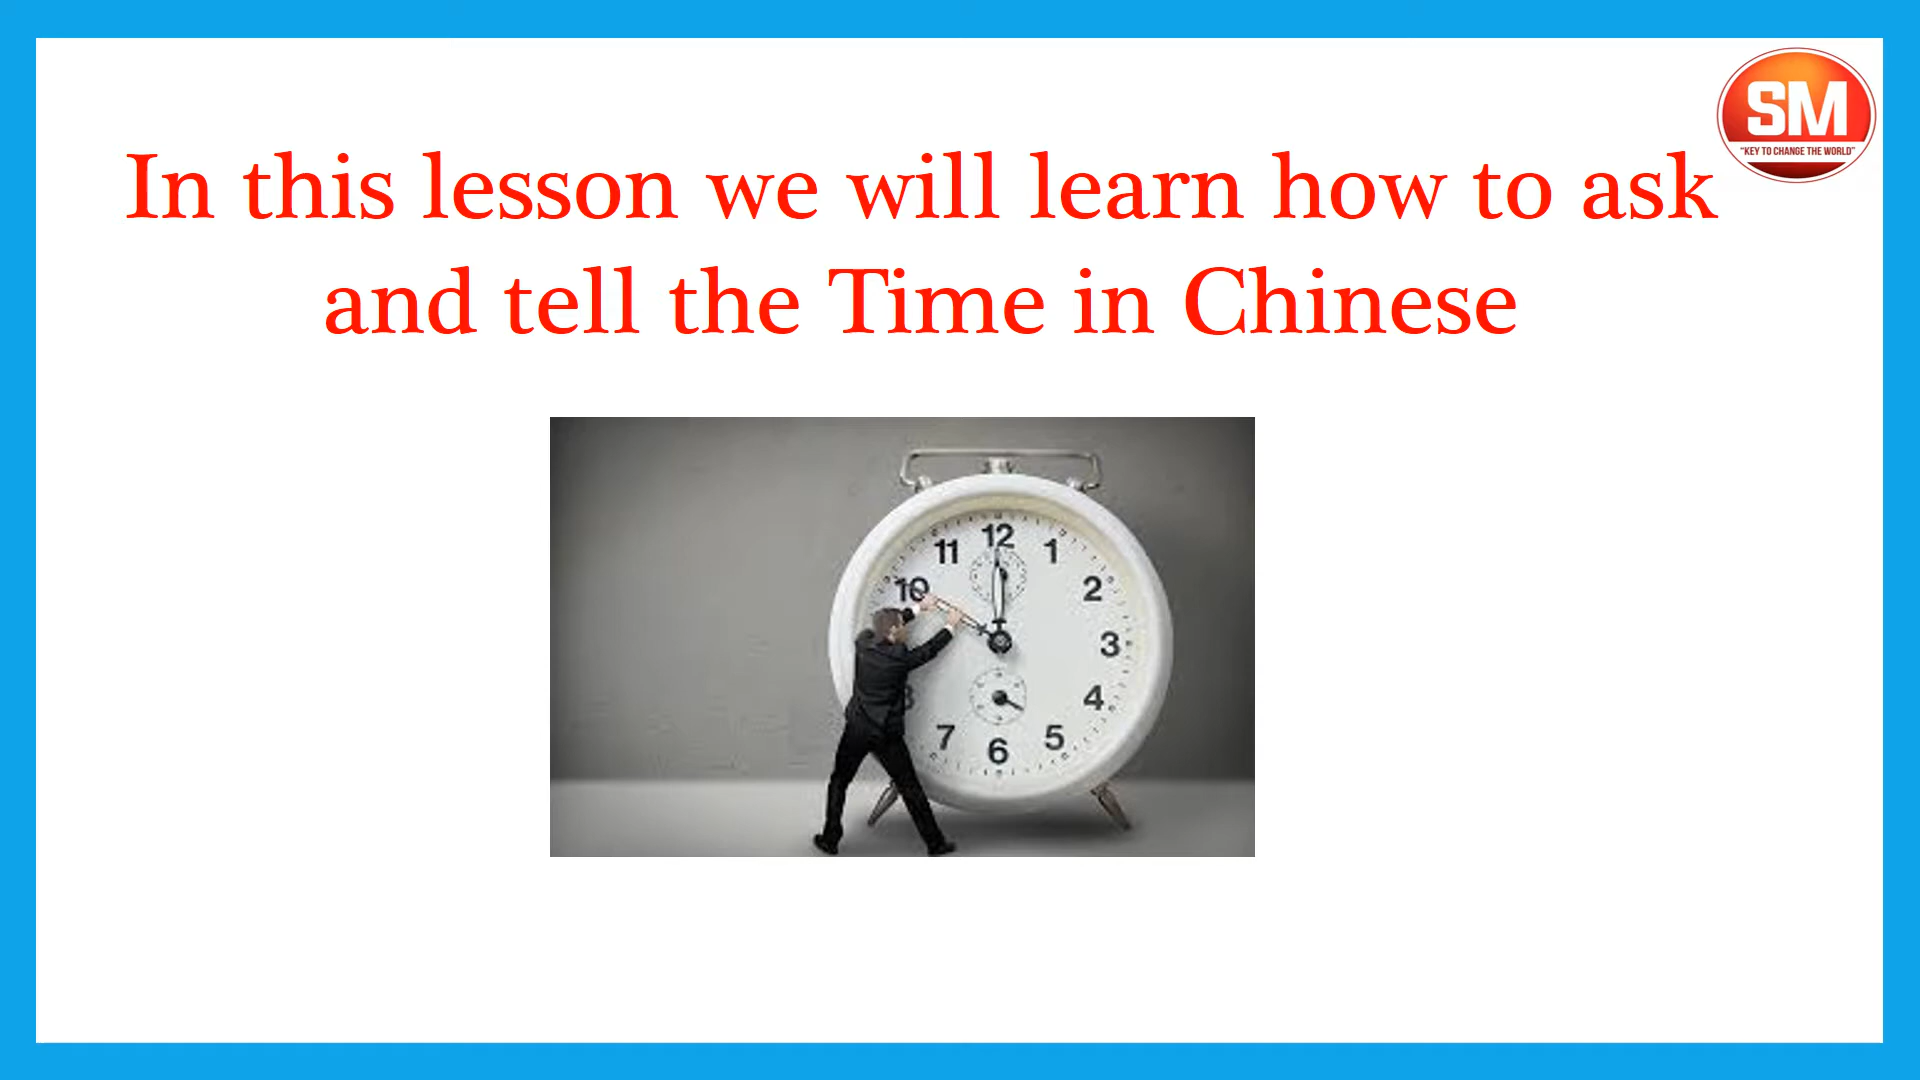 SM
"KEY TO CHANGE THE WORLD"
In this lesson we will learn how to ask
and tell the Time in Chinese
12
11
1
10
2
3
4
8
7
5
6